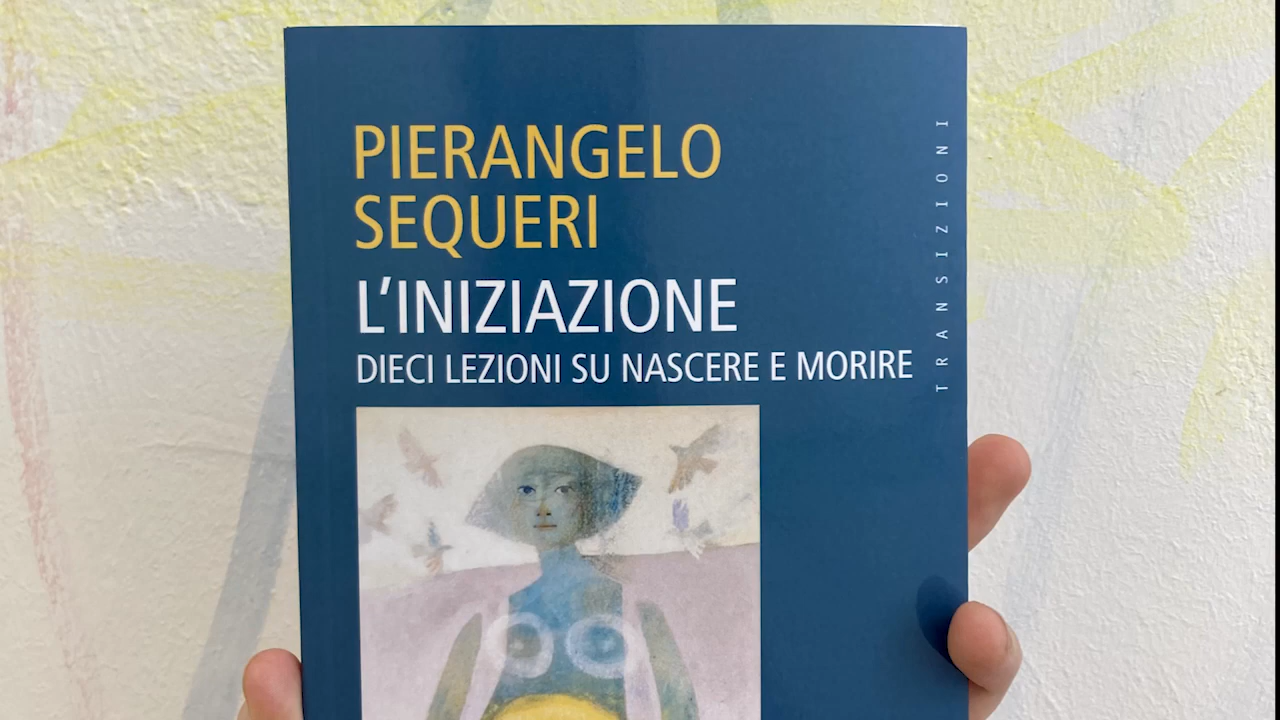 PIERANGELO
SEQUERI
L'INIZIAZIONE
DIECI LEZIONI SU NASCERE E MORIRE
TRANSIZIONI